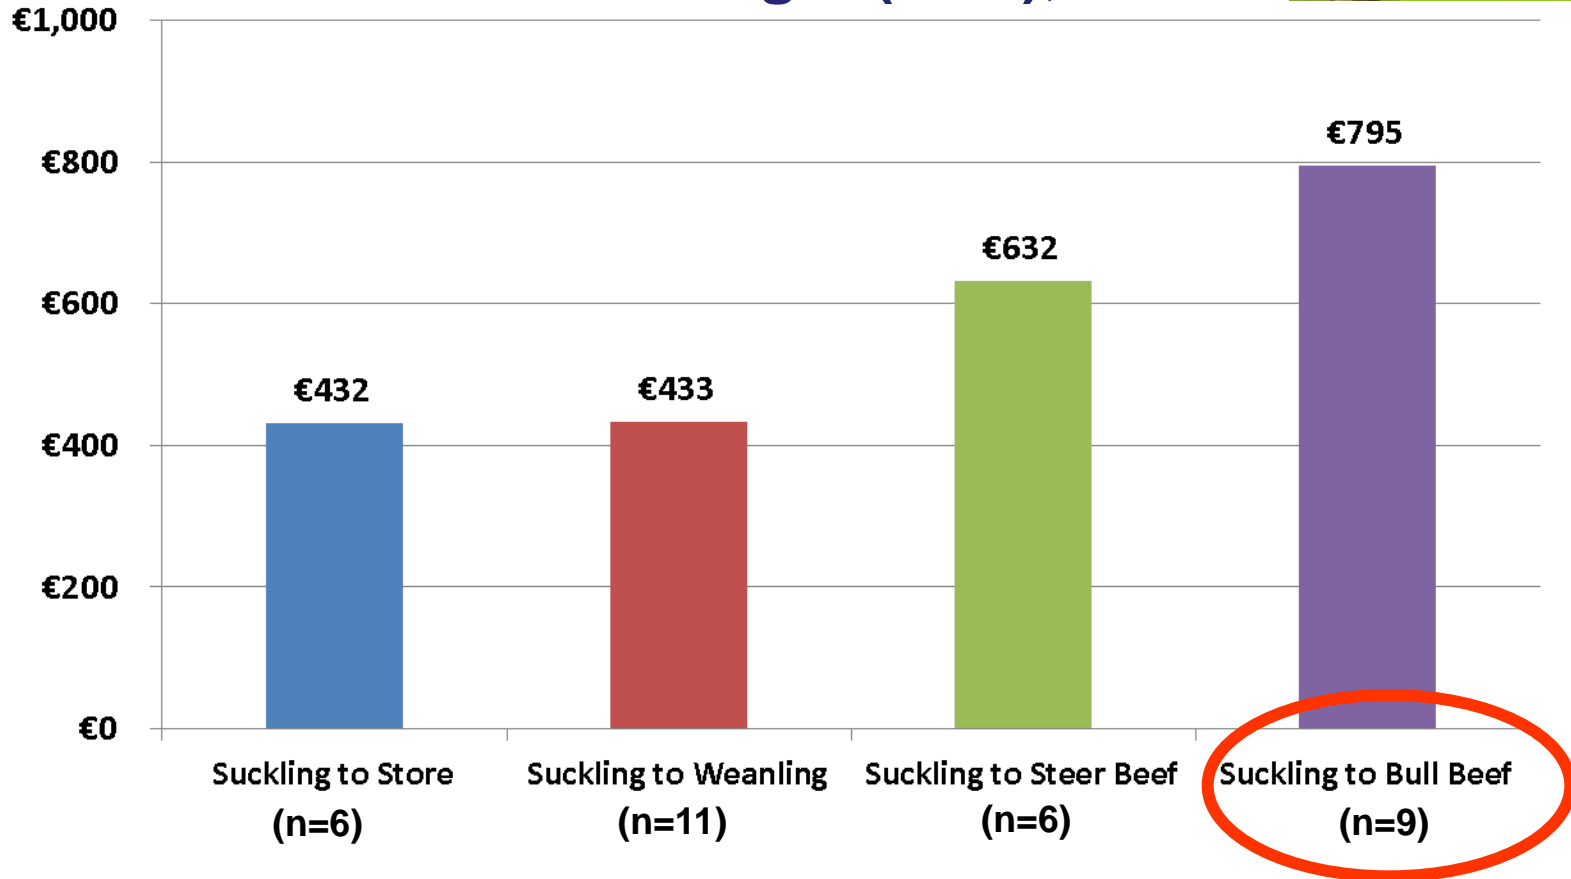 €1,000
€800
€600
€400
€200
€0
€432
€433
€632
€795
Suckling to Store
(n=6)
Suckling to Weanling
(n=11)
Suckling to Steer Beef
(n=6)
Suckling to Bull Beef
(n=9)